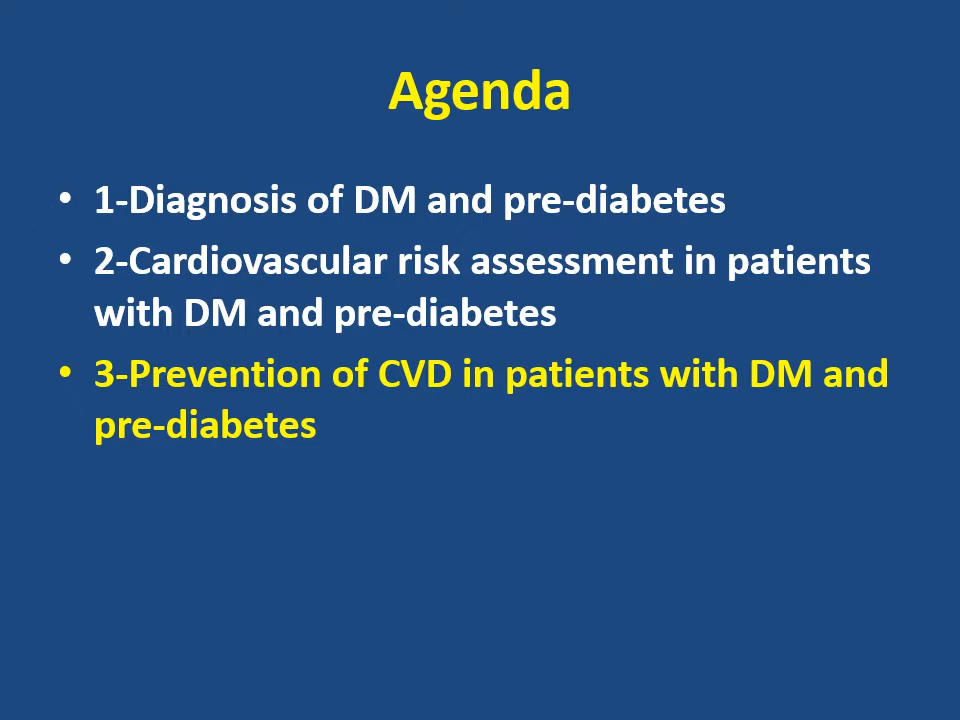 Agenda
• 1-Diagnosis of DM and pre-diabetes
• 2-Cardiovascular risk assessment in patients
with DM and pre-diabetes
• 3-Prevention of CVD in patients with DM and
pre-diabetes